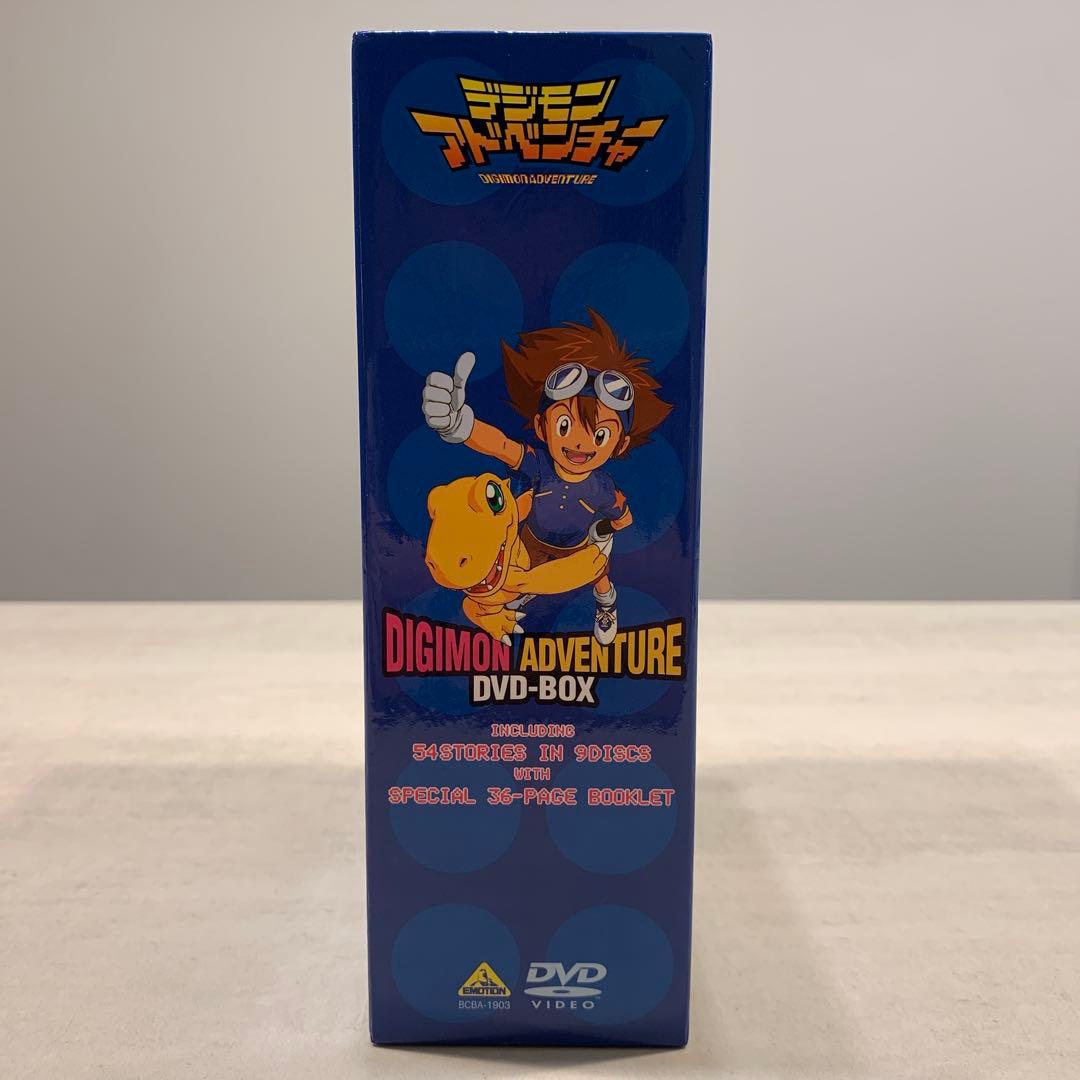 デジモン
アドベンチャー
DIGIMON ADVENTURE
DIGIMON ADVENTURE
DVD-BOX
INCLUDING
54STORIES IN 9DISCS
WITH
SPECIAL 36-PAGE BOOKLET
EMOTION
BCBA-1903
DVD
VIDEO™